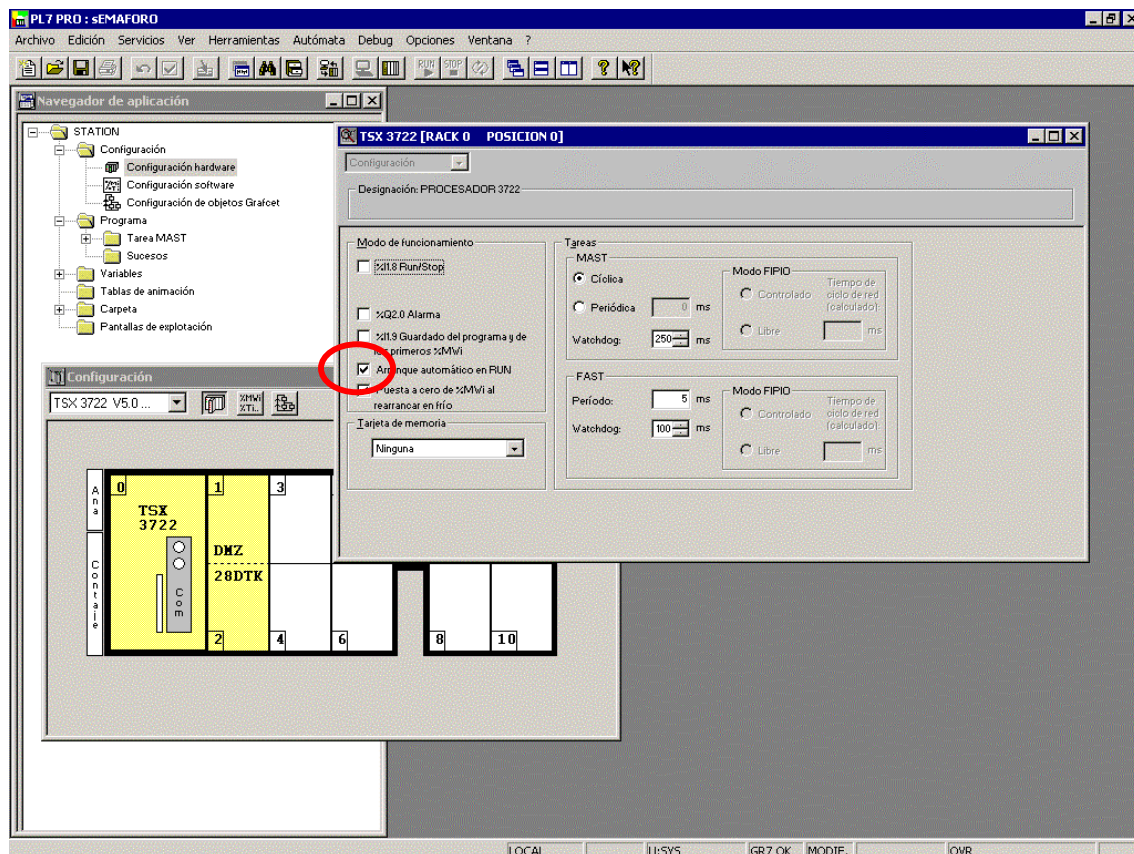 PL7 PRO : sEMAFORO
Archivo Edición Servicios Ver Herramientas Autómata Debug Opciones Ventana ?
RUN STOP
Navegador de aplicación
STATION
Configuración
Configuración hardware
Configuración software
Configuración de objetos Grafcet
Programa
Tarea MAST
Sucesos
Variables
Tablas de animación
Carpeta
Pantallas de explotación
TSX 3722 [RACK 0 POSICION 0]
Configuración
Designación: PROCESADOR 3722
Modo de funcionamiento
%I1.8 Run/Stop
%Q2.0 Alarma
%I1.9 Guardado del programa y de
los primeros %MWi
Arranque automático en RUN
Puesta a cero de %MWi al
rearrancar en frío
Tarjeta de memoria
Ninguna
Tareas
MAST
Cíclica
Periódica 0 ms
Watchdog: 250 ms
Modo FIPIO
Controlado
Tiempo de
ciclo de red
(calculado):
Libre ms
FAST
Período: 5 ms
Watchdog: 100 ms
Modo FIPIO
Controlado
Tiempo de
ciclo de red
(calculado):
Libre ms
Configuración
TSX 3722 V5.0 ...
%MWi
%Ti..
Ana
Contaje
0 1 3
TSX
3722
DMZ
28DTK
Com
2 4 6 8 10
LOCAL U:SYS GR7 OK MODIF. OVR